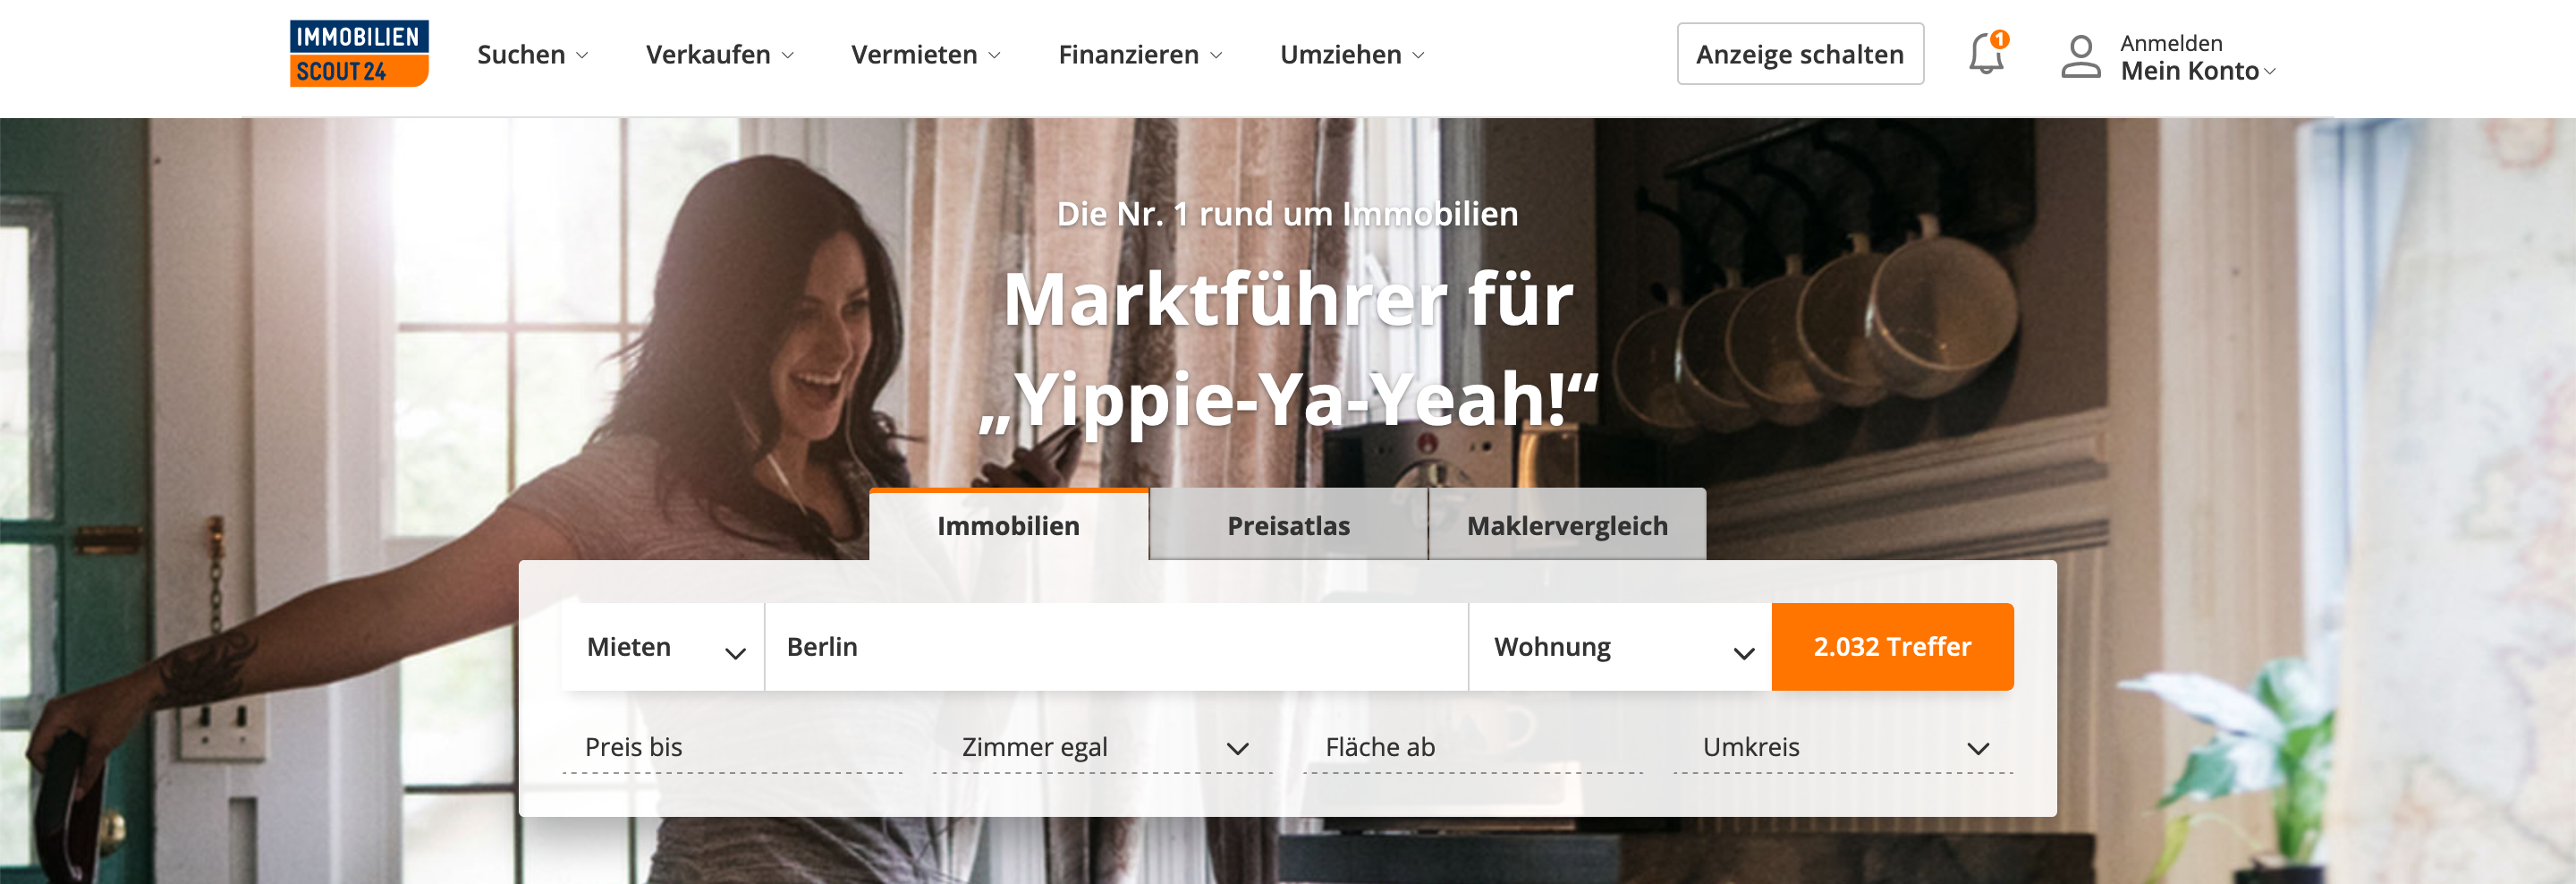 IMMOBILIEN
SCOUT 24
Suchen
Verkaufen
Vermieten
Finanzieren
Umziehen
Anzeige schalten
1
Anmelden
Mein Konto
Die Nr. 1 rund um Immobilien
Marktführer für
„Yippie-Ya-Yeah!“
Immobilien
Preisatlas
Maklervergleich
Mieten
Berlin
Wohnung
2.032 Treffer
Preis bis
Zimmer egal
Fläche ab
Umkreis